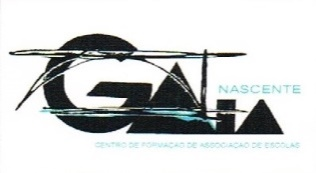 GAIA
NASCENTE
CENTRO DE FORMAÇÃO DE ASSOCIAÇÃO DE ESCOLAS